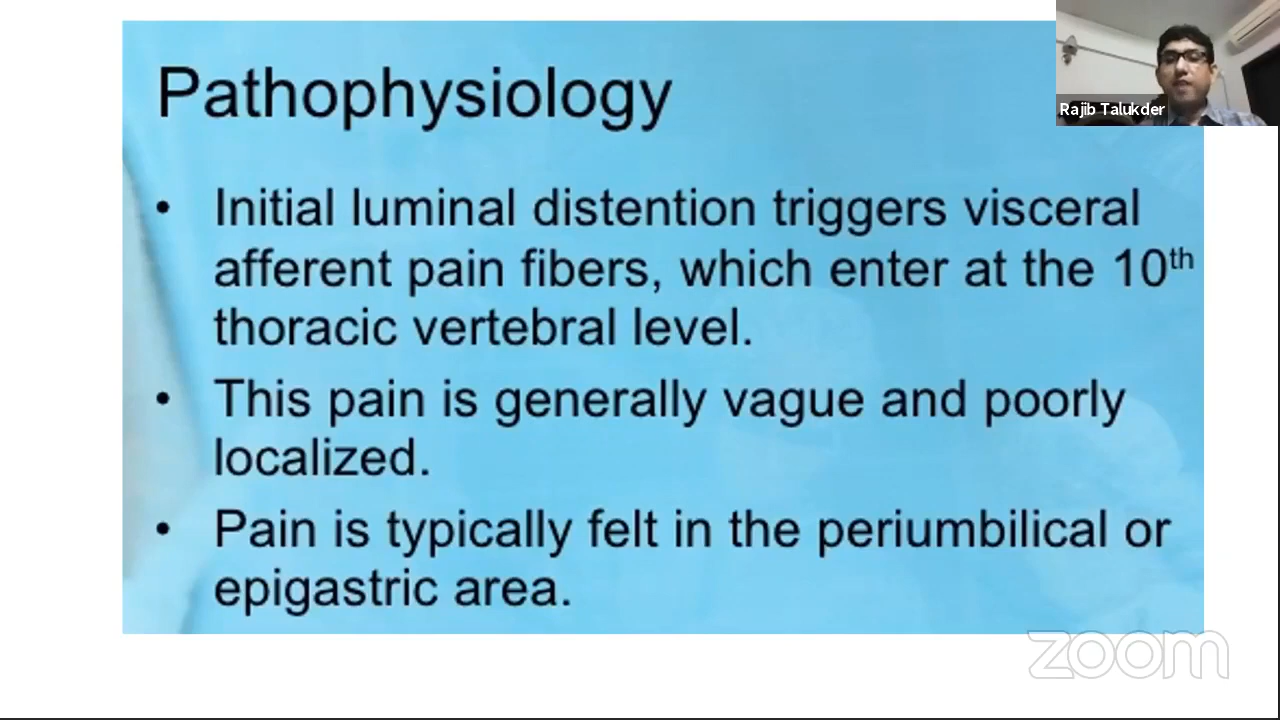 Pathophysiology
Rajib Talukder
• Initial luminal distention triggers visceral
afferent pain fibers, which enter at the 10th
thoracic vertebral level.
• This pain is generally vague and poorly
localized.
• Pain is typically felt in the periumbilical or
epigastric area.
zoom